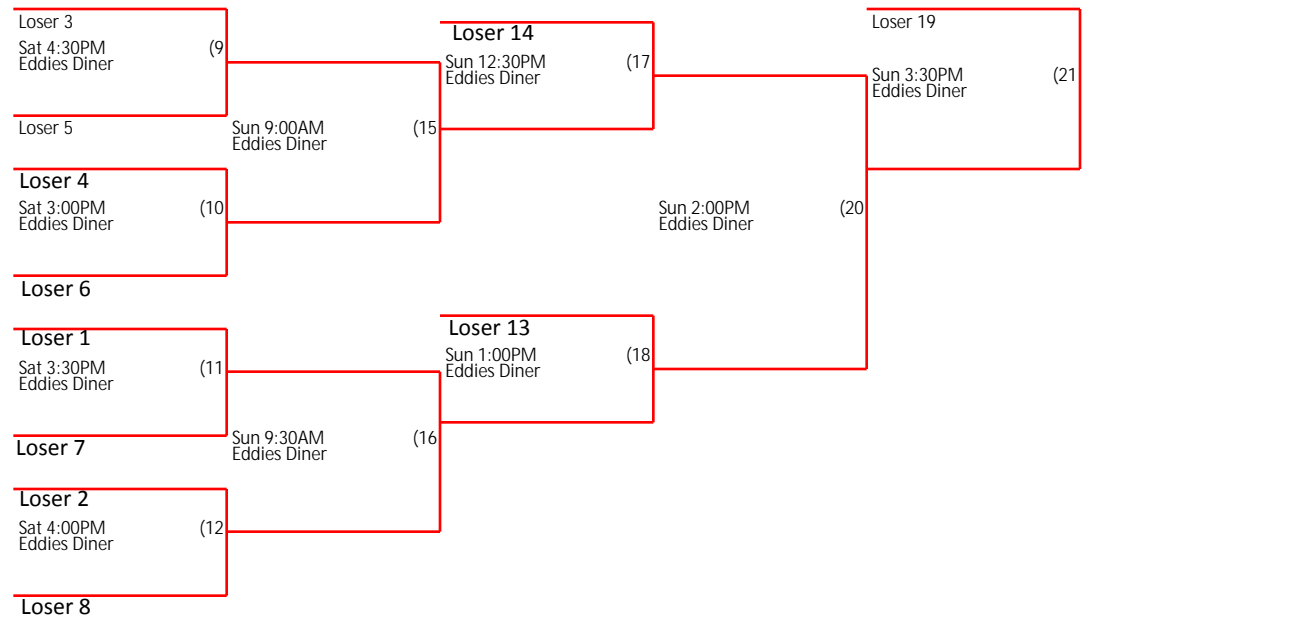 Loser 3
Sat 4:30PM (9
Eddies Diner
Loser 5
Loser 4
Sat 3:00PM (10
Eddies Diner
Loser 6
Loser 1
Sat 3:30PM (11
Eddies Diner
Loser 7
Loser 2
Sat 4:00PM (12
Eddies Diner
Loser 8
Sun 9:00AM (15
Eddies Diner
Sun 9:30AM (16
Eddies Diner
Loser 14
Sun 12:30PM (17
Eddies Diner
Loser 13
Sun 1:00PM (18
Eddies Diner
Sun 2:00PM (20
Eddies Diner
Loser 19
Sun 3:30PM (21
Eddies Diner